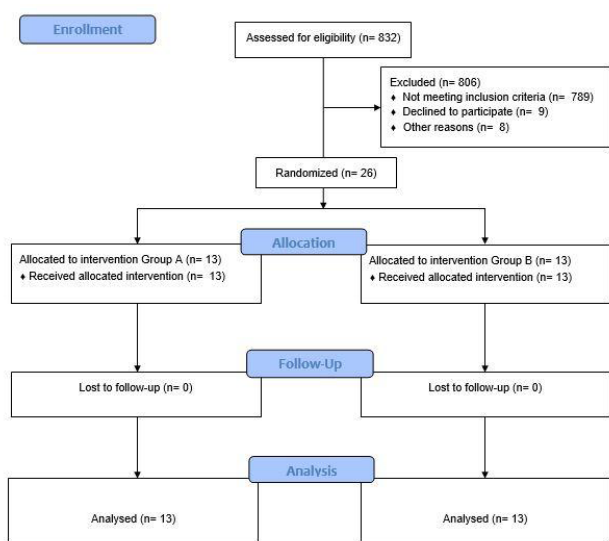 Enrollment
Assessed for eligibility (n= 832)
Excluded (806)
♦ Not meeting inclusion criteria (n= 789)
♦ Declined to participate (n= 9)
♦ Other reasons (n= 8)
Randomized (n= 26)
Allocation
Allocated to intervention Group A (n= 13)
♦ Received allocated intervention (n= 13)
Allocated to intervention Group B (n= 13)
♦ Received allocated intervention (n= 13)
Follow-Up
Lost to follow-up (n= 0)
Lost to follow-up (n= 0)
Analysis
Analysed (n= 13)
Analysed (n= 13)